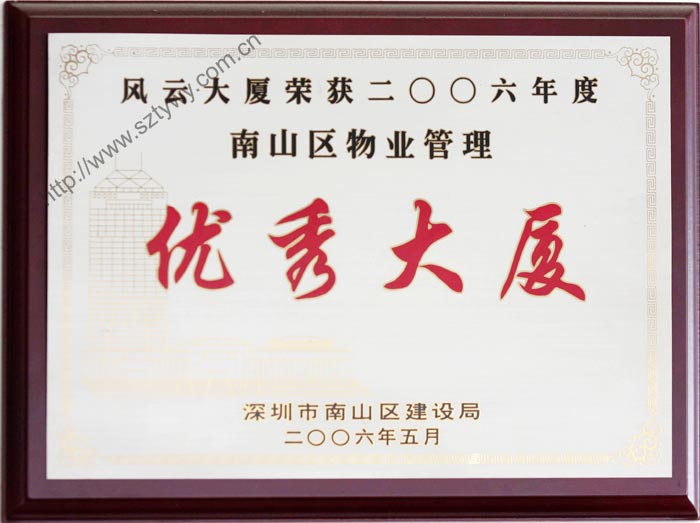 风云大厦荣获二〇〇六年度
南山区物业管理
优秀大厦
深圳市南山区建设局
二〇〇六年五月
http://www.sztywy.com.cn